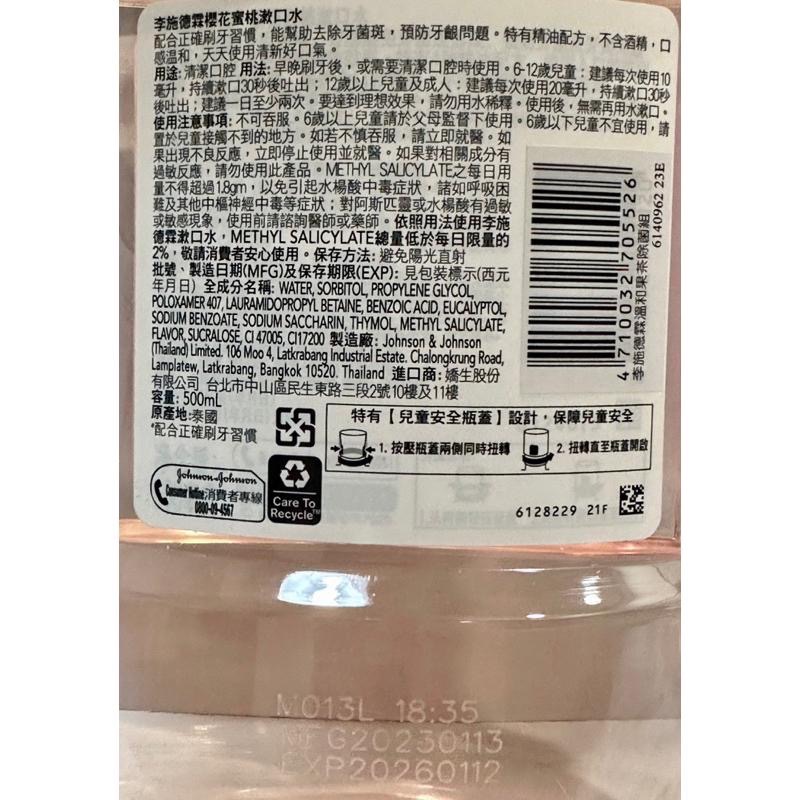 李施德霖櫻花蜜桃漱口水
配合正確刷牙習慣，能幫助去除牙菌斑，預防牙齦問題。特有精油配方，不含酒精，口
感溫和，天天使用清新好口氣。
用途: 清潔口腔 用法: 早晚刷牙後，或需要清潔口腔時使用。6-12歲兒童：建議每次使用10
毫升，持續漱口30秒後吐出；12歲以上兒童及成人：建議每次使用20毫升，持續漱口30秒
後吐出；建議一日至少兩次。要達到理想效果，請勿用水稀釋。使用後，無需再用水漱口。
使用注意事項: 不可吞服。6歲以上兒童請於父母監督下使用。6歲以下兒童不宜使用，請
置於兒童接觸不到的地方。如若不慎吞服，請立即就醫。如
果出現不良反應，立即停止使用並就醫。如果對相關成分有
過敏反應，請勿使用此產品。METHYL SALICYLATE之每日用
量不得超過1.8gm，以免引起水楊酸中毒症狀，諸如呼吸困
難及其他中樞神經中毒等症狀；對阿斯匹靈或水楊酸有過敏
或敏感現象，使用前請諮詢醫師或藥師。依照用法使用李施
德霖漱口水，METHYL SALICYLATE總量低於每日限量的
2%，敬請消費者安心使用。保存方法: 避免陽光直射
批號、製造日期(MFG)及保存期限(EXP): 見包裝標示(西元
年月日) 全成分名稱: WATER, SORBITOL, PROPYLENE GLYCOL,
POLOXAMER 407, LAURAMIDOPROPYL BETAINE, BENZOIC ACID, EUCALYPTOL,
SODIUM BENZOATE, SODIUM SACCHARIN, THYMOL, METHYL SALICYLATE,
FLAVOR, SUCRALOSE, CI 47005, CI17200 製造廠: Johnson & Johnson
(Thailand) Limited. 106 Moo 4, Latkrabang Industrial Estate. Chalongkrung Road,
Lamplatew, Latkrabang, Bangkok 10520. Thailand 進口商: 嬌生股份
有限公司 台北市中山區民生東路三段2號10樓及11樓
容量: 500mL
原產地:泰國
*配合正確刷牙習慣
4 710032 705526
李施德霖溫和果茶除菌組
6140962 23E
特有【兒童安全瓶蓋】設計，保障兒童安全
1. 按壓瓶蓋兩側同時扭轉
2. 扭轉直至瓶蓋開啟
Johnson & Johnson
Consumer Hotline消費者專線
0800-09-4567
Care To
Recycle™
6128229 21F
M013L 18:35
MFG20230113
EXP20260112